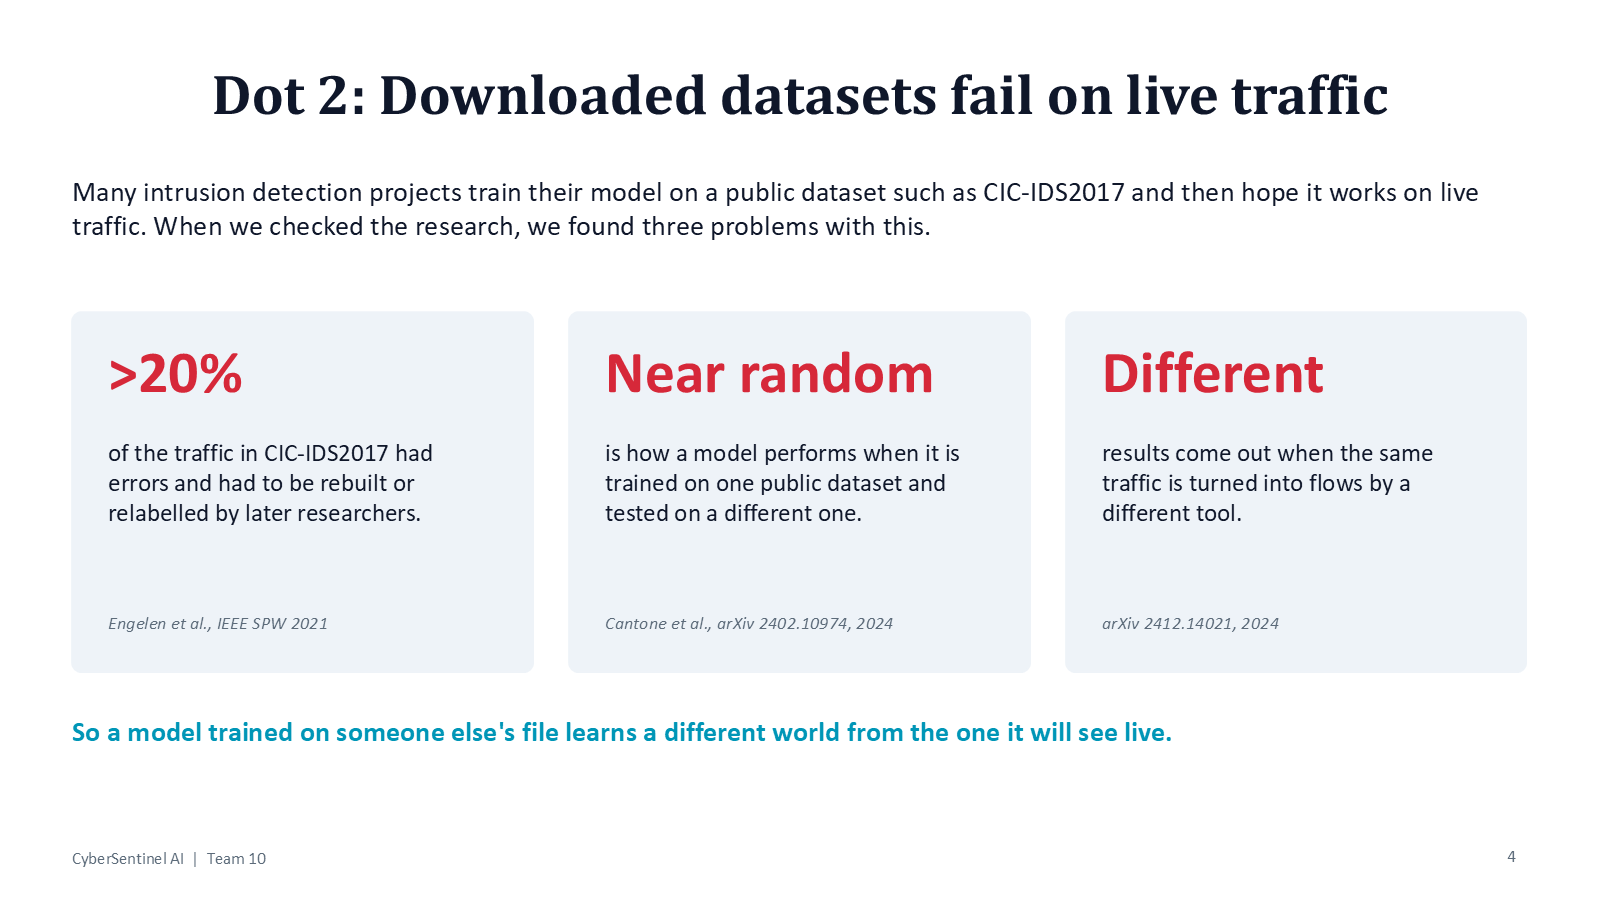 Dot 2: Downloaded datasets fail on live traffic
Many intrusion detection projects train their model on a public dataset such as CIC-IDS2017 and then hope it works on live
traffic. When we checked the research, we found three problems with this.
>20%
of the traffic in CIC-IDS2017 had
errors and had to be rebuilt or
relabelled by later researchers.
Engelen et al., IEEE SPW 2021
Near random
is how a model performs when it is
trained on one public dataset and
tested on a different one.
Cantone et al., arXiv 2402.10974, 2024
Different
results come out when the same
traffic is turned into flows by a
different tool.
arXiv 2412.14021, 2024
So a model trained on someone else's file learns a different world from the one it will see live.
CyberSentinel AI | Team 10
4